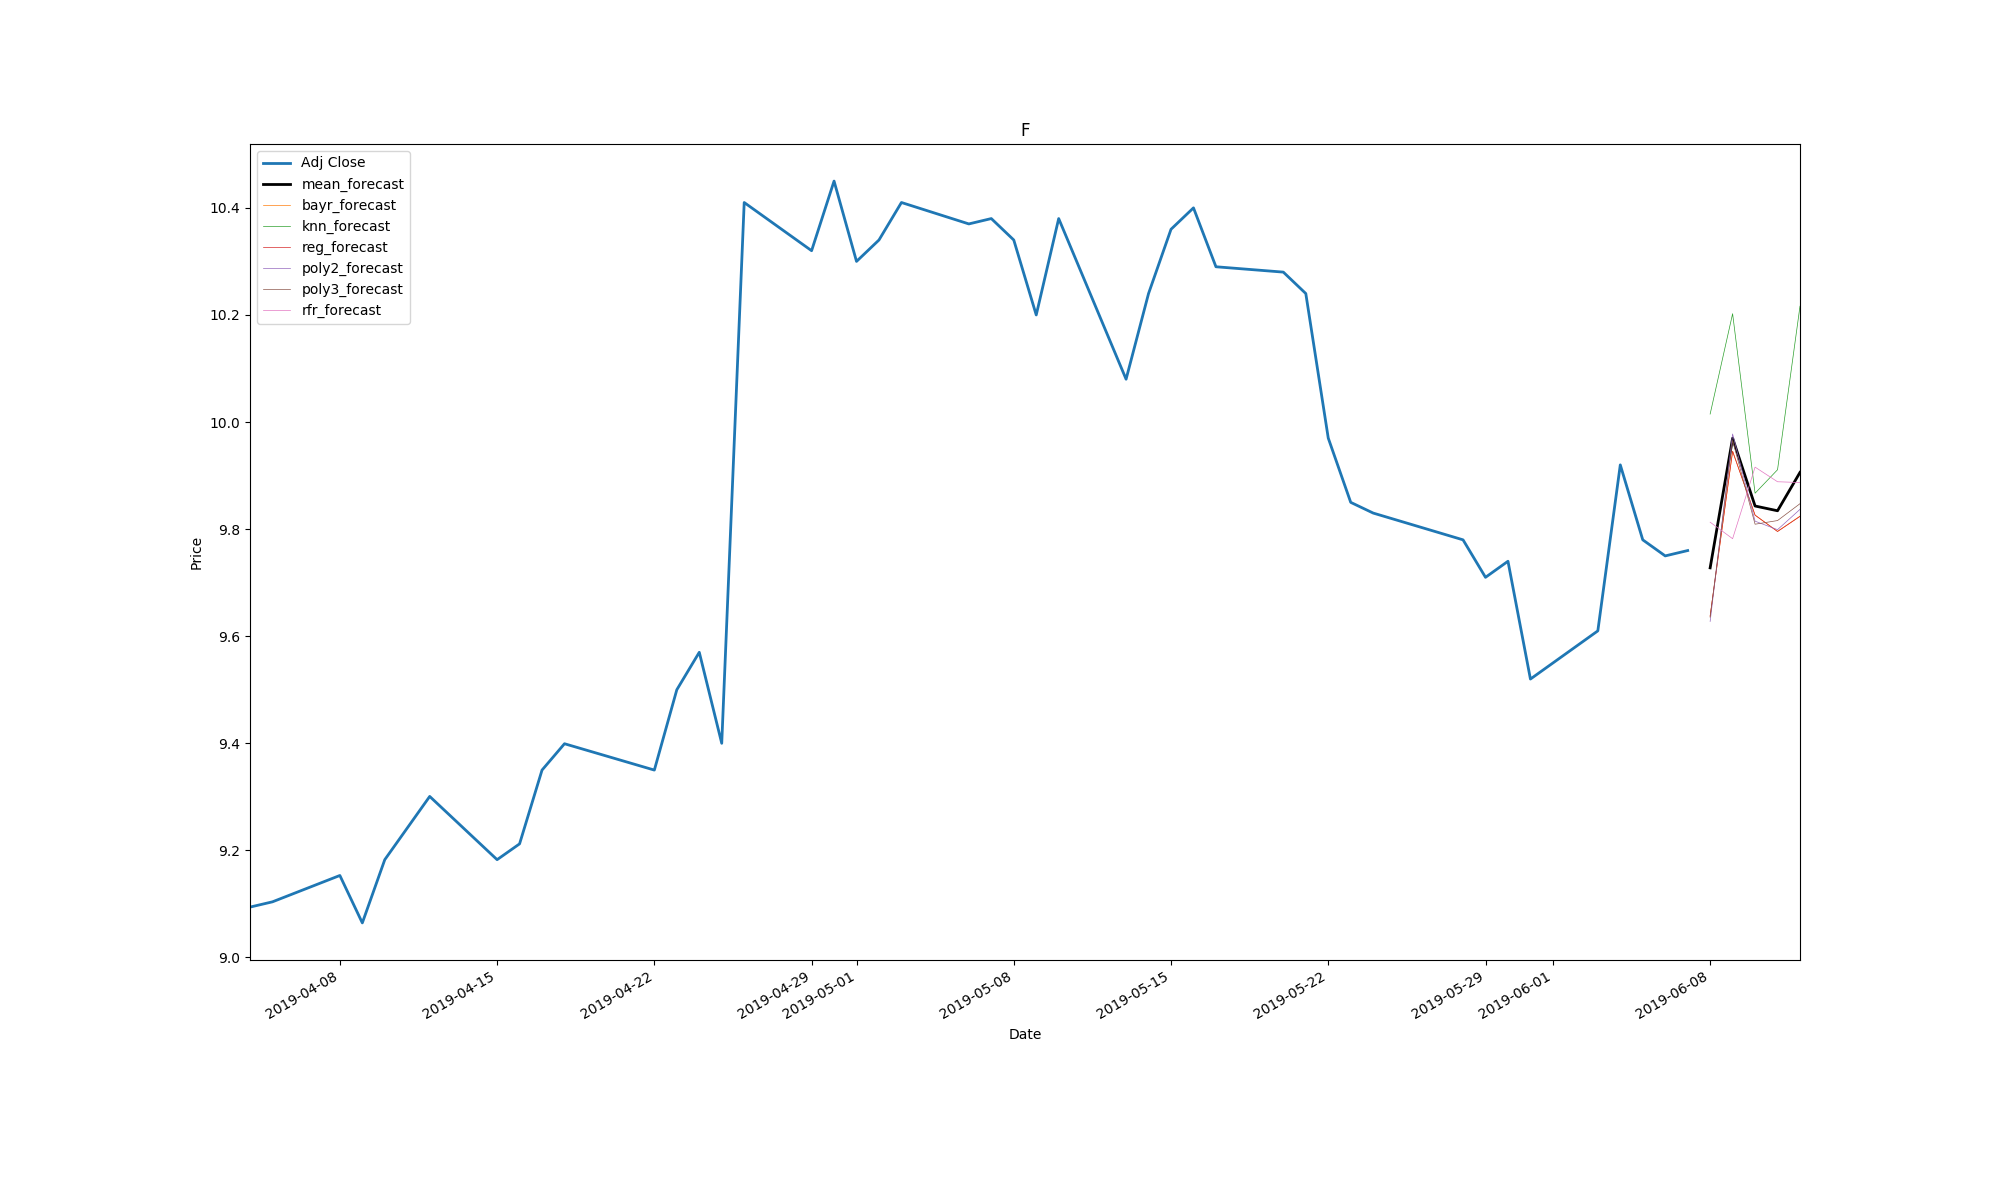 F
Adj Close
mean_forecast
bayr_forecast
knn_forecast
reg_forecast
poly2_forecast
poly3_forecast
rfr_forecast
10.4
10.2
10.0
9.8
9.6
9.4
9.2
9.0
Price
2019-04-08
2019-04-15
2019-04-22
2019-04-29
2019-05-01
2019-05-08
2019-05-15
2019-05-22
2019-05-29
2019-06-01
2019-06-08
Date